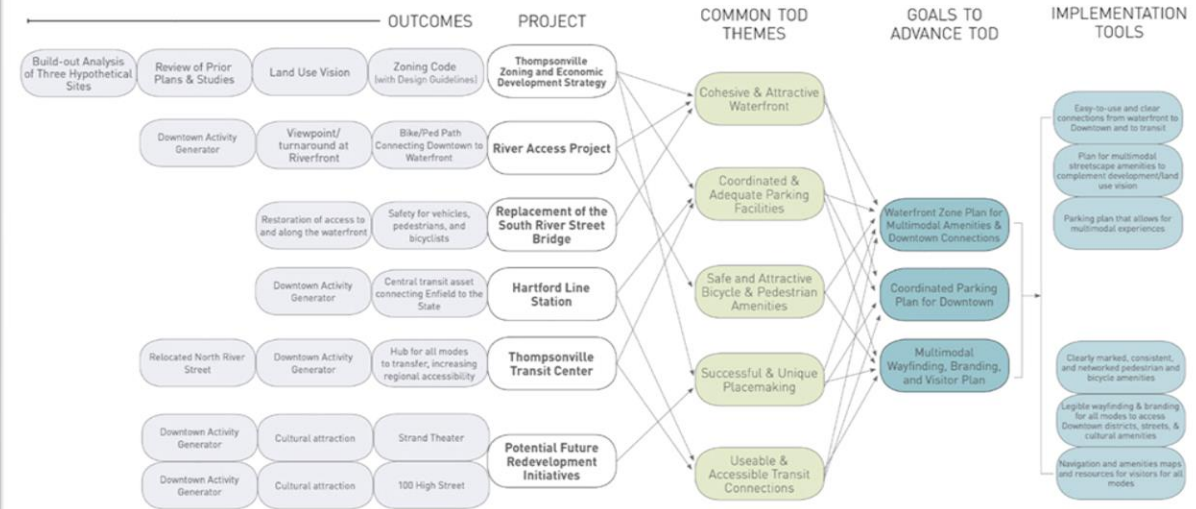 OUTCOMES
PROJECT
COMMON TOD
THEMES
GOALS TO
ADVANCE TOD
IMPLEMENTATION
TOOLS
Build-out Analysis
of Three Hypothetical
Sites
Review of Prior
Plans & Studies
Land Use Vision
Zoning Code
(with Design Guidelines)
Thompsonville
Zoning and Economic
Development Strategy
Downtown Activity
Generator
Viewpoint/
turnaround at
Riverfront
Bike/Ped Path
Connecting Downtown to
Waterfront
River Access Project
Restoration of access to
and along the waterfront
Safety for vehicles,
pedestrians, and
bicyclists
Replacement of the
South River Street
Bridge
Downtown Activity
Generator
Central transit asset
connecting Enfield to the
State
Hartford Line
Station
Relocated North River
Street
Downtown Activity
Generator
Hub for all modes
to transfer, increasing
regional accessibility
Thompsonville
Transit Center
Downtown Activity
Generator
Cultural attraction
Strand Theater
Downtown Activity
Generator
Cultural attraction
100 High Street
Potential Future
Redevelopment
Initiatives
Cohesive & Attractive
Waterfront
Coordinated &
Adequate Parking
Facilities
Safe and Attractive
Bicycle & Pedestrian
Amenities
Successful & Unique
Placemaking
Useable &
Accessible Transit
Connections
Waterfront Zone Plan for
Multimodal Amenities &
Downtown Connections
Coordinated Parking
Plan for Downtown
Multimodal
Wayfinding, Branding,
and Visitor Plan
Easy-to-use and clear
connections from waterfront to
Downtown and to transit
Plan for multimodal
streetscape amenities to
complement development/land
use vision
Parking plan that allows for
multimodal experiences
Clearly marked, consistent,
and networked pedestrian and
bicycle amenities
Legible wayfinding & branding
for all modes to access
Downtown districts, streets, &
cultural amenities
Navigation and amenities maps
and resources for visitors for all
modes